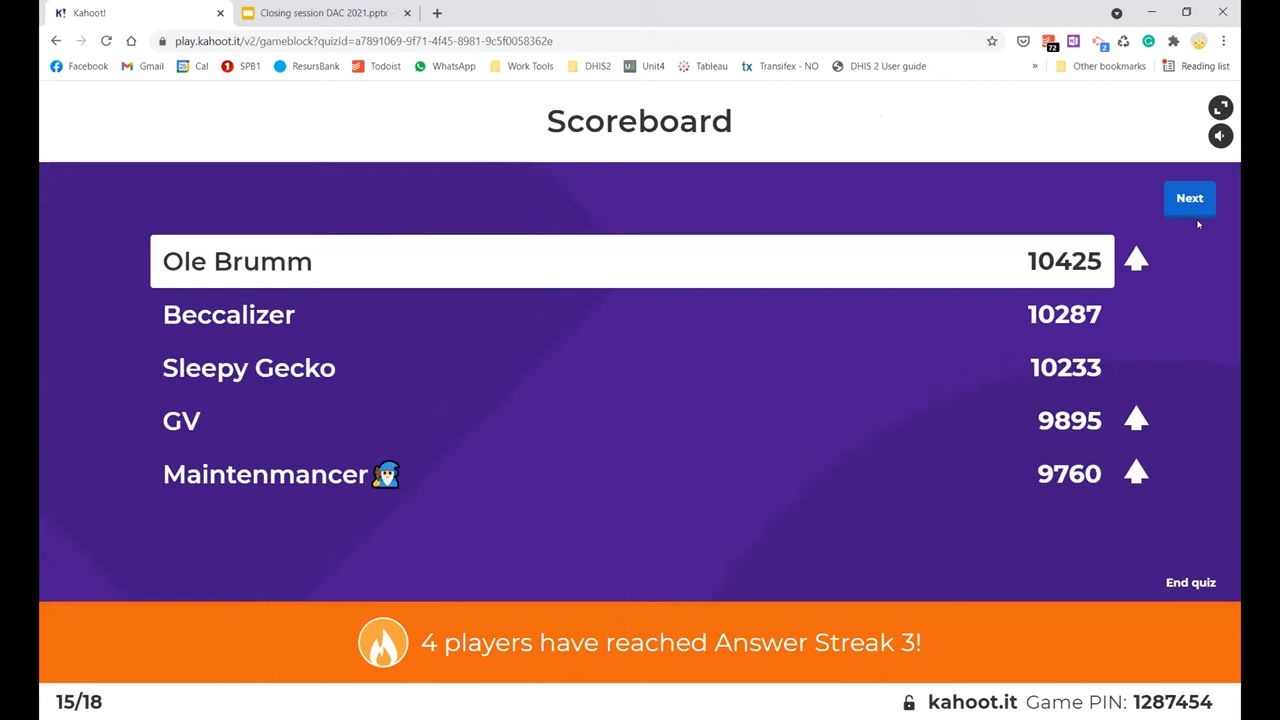 K! Kahoot!
Closing session DAC 2021.pptx -
play.kahoot.it/v2/gameblock?quizId=a7891069-9f71-4f45-8981-9c5f0058362e
72 2
Facebook Gmail Cal SPB1 ResursBank Todoist WhatsApp Work Tools DHIS2 Unit4 Tableau tx Transifex - NO DHIS 2 User guide » Other bookmarks Reading list
Scoreboard
Next
Ole Brumm 10425
Beccalizer 10287
Sleepy Gecko 10233
GV 9895
Maintenmancer 9760
End quiz
4 players have reached Answer Streak 3!
15/18 kahoot.it Game PIN: 1287454